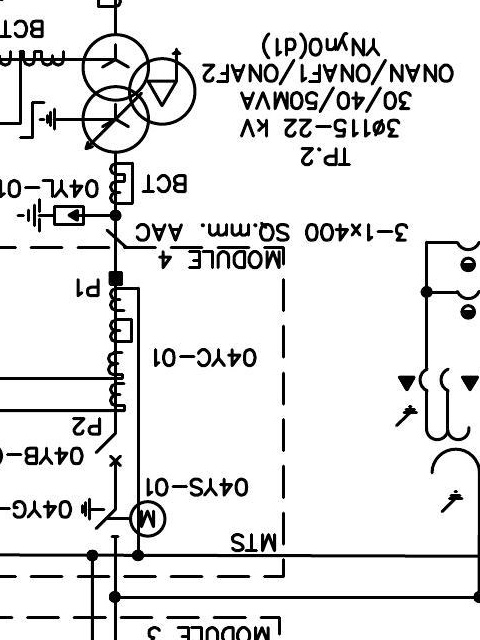 MODULE 3
MTS
M
04YG-
04YS-01
04YB-
P2
04YC-01
P1
MODULE 4
3-1x400 SQ.mm. AAC
04YL-01
BCT
TP.2
3ø115-22 kV
30/40/50MVA
ONAN/ONAF1/ONAF2
YNyn0(d1)
BCT